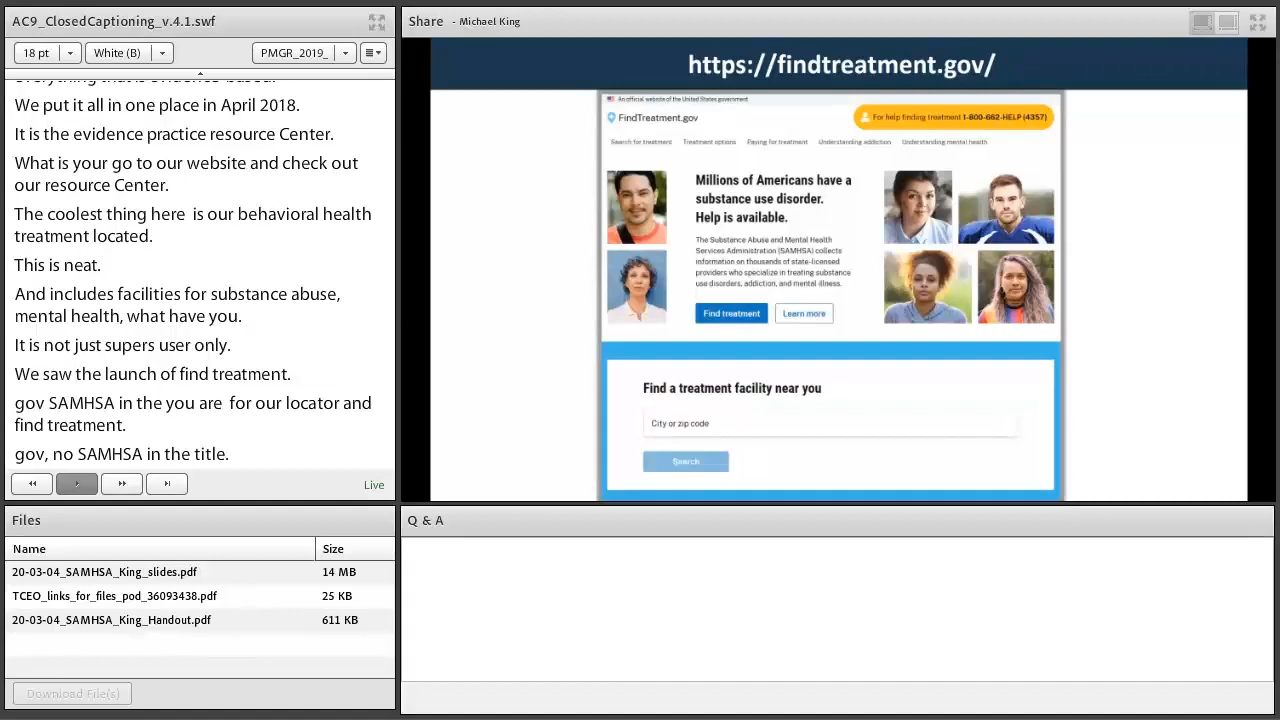 AC9_ClosedCaptioning_v.4.1.swf
18 pt
White (B)
PMGR_2019_
We put it all in one place in April 2018.
It is the evidence practice resource Center.
What is your go to our website and check out
our resource Center.
The coolest thing here is our behavioral health
treatment located.
This is neat.
And includes facilities for substance abuse,
mental health, what have you.
It is not just supers user only.
We saw the launch of find treatment.
gov SAMHSA in the you are for our locator and
find treatment.
gov, no SAMHSA in the title.
Live
Files
Name Size
20-03-04_SAMHSA_King_slides.pdf 14 MB
TCEO_links_for_files_pod_36093438.pdf 25 KB
20-03-04_SAMHSA_King_Handout.pdf 611 KB
Download File(s)
Share - Michael King
https://findtreatment.gov/
An official website of the United States government
FindTreatment.gov
For help finding treatment 1-800-662-HELP (4357)
Search for treatment Treatment options Paying for treatment Understanding addiction Understanding mental health
Millions of Americans have a
substance use disorder.
Help is available.
The Substance Abuse and Mental Health
Services Administration (SAMHSA) collects
information on thousands of state-licensed
providers who specialize in treating substance
use disorders, addiction, and mental illness.
Find treatment
Learn more
Find a treatment facility near you
City or zip code
Search
Q & A